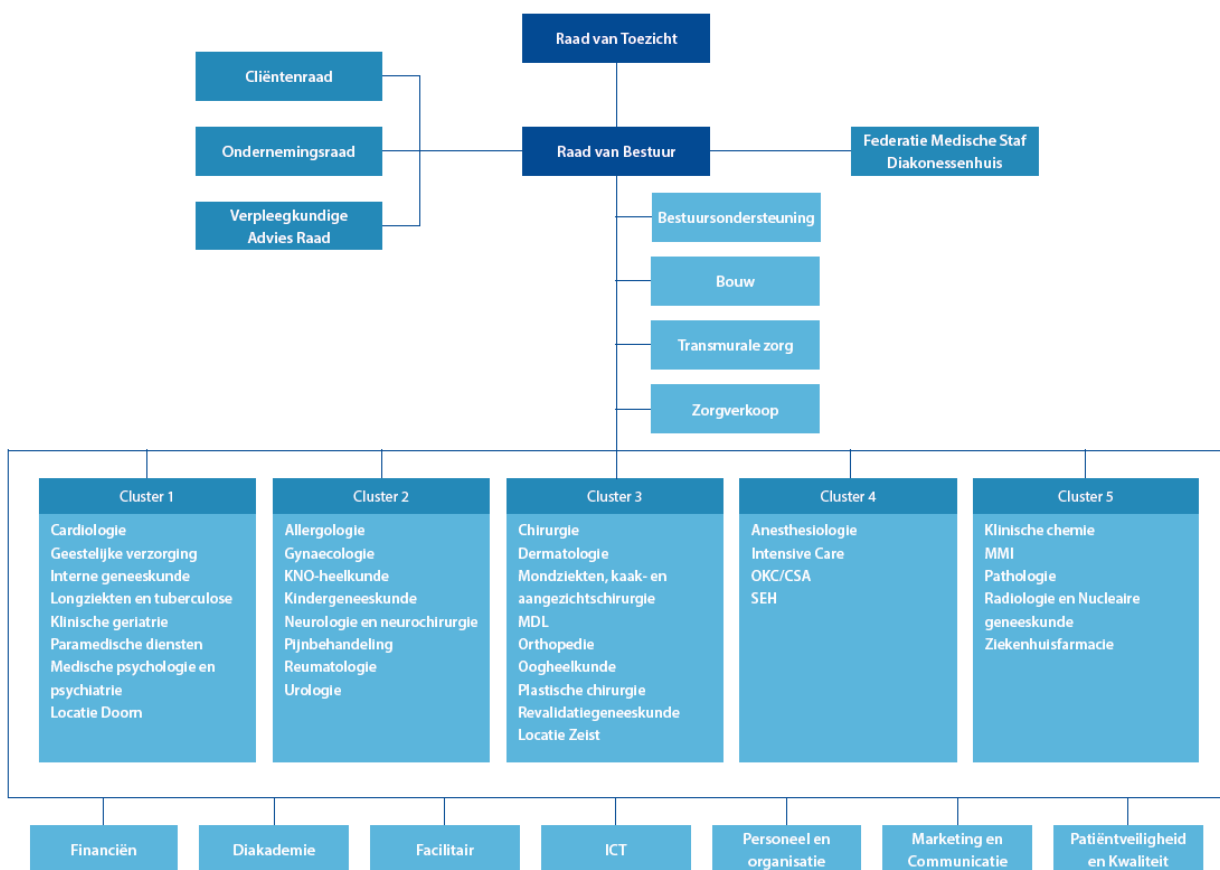 Raad van Toezicht
Cliëntenraad
Ondernemingsraad
Raad van Bestuur
Federatie Medische Staf
Diakonessenhuis
Verpleegkundige
Advies Raad
Bestuursondersteuning
Bouw
Transmurale zorg
Zorgverkoop
Cluster 1
Cardiologie
Geestelijke verzorging
Interne geneeskunde
Longziekten en tuberculose
Klinische geriatrie
Paramedische diensten
Medische psychologie en
psychiatrie
Locatie Doorn
Cluster 2
Allergologie
Gynaecologie
KNO-heelkunde
Kindergeneeskunde
Neurologie en neurochirurgie
Pijnbehandeling
Reumatologie
Urologie
Cluster 3
Chirurgie
Dermatologie
Mondziekten, kaak- en
aangezichtschirurgie
MDL
Orthopedie
Oogheelkunde
Plastische chirurgie
Revalidatiegeneeskunde
Locatie Zeist
Cluster 4
Anesthesiologie
Intensive Care
OKC/CSA
SEH
Cluster 5
Klinische chemie
MMI
Pathologie
Radiologie en Nucleaire
geneeskunde
Ziekenhuisfarmacie
Financiën
Diakademie
Facilitair
ICT
Personeel en
organisatie
Marketing en
Communicatie
Patiëntveiligheid
en Kwaliteit